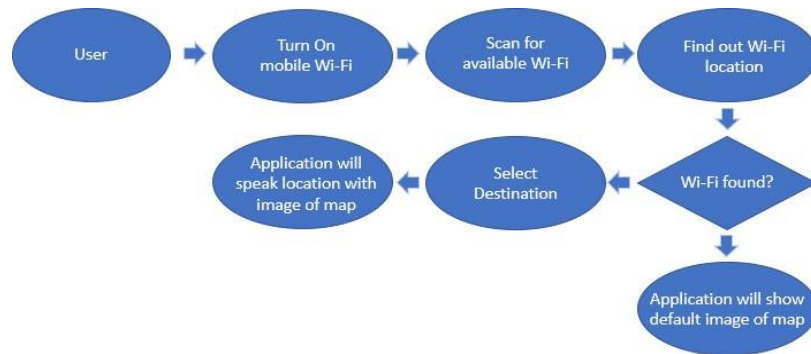 User
Turn On
mobile Wi-Fi
Scan for
available Wi-Fi
Find out Wi-Fi
location
Wi-Fi found?
Select
Destination
Application will
speak location with
image of map
Application will show
default image of map